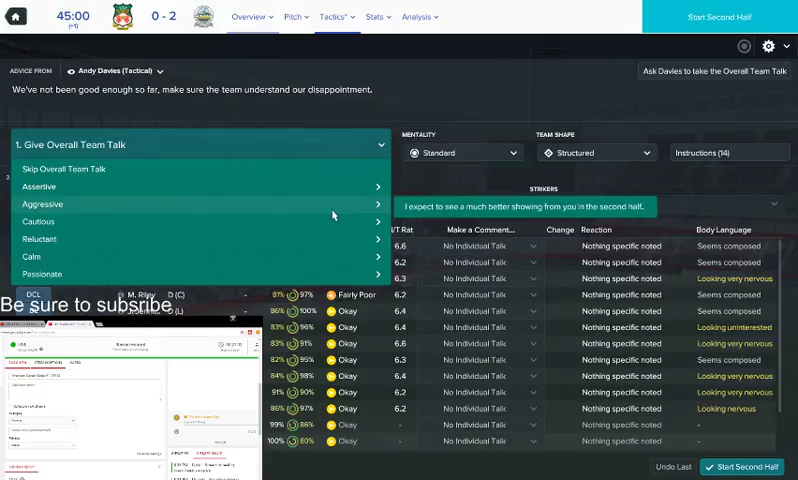 45:00
(+1)
0 - 2
Overview
Pitch
Tactics*
Stats
Analysis
Start Second Half
ADVICE FROM
Andy Davies (Tactical)
Ask Davies to take the Overall Team Talk
We've not been good enough so far, make sure the team understand our disappointment.
1. Give Overall Team Talk
MENTALITY
TEAM SHAPE
Standard
Structured
Instructions (14)
Skip Overall Team Talk
Assertive
Aggressive
Cautious
Reluctant
Calm
Passionate
STRIKERS
I expect to see a much better showing from you in the second half.
/T Rat
Make a Comment...
Change
Reaction
Body Language
6.6 No Individual Talk Nothing specific noted Seems composed
6.2 No Individual Talk Nothing specific noted Seems composed
6.3 No Individual Talk Nothing specific noted Looking very nervous
DCL M. Riley D (C) - 81% 97% Fairly Poor 6.2 No Individual Talk Nothing specific noted Seems composed
D (L) - 86% 100% Okay 6.4 No Individual Talk Nothing specific noted Seems composed
83% 96% Okay 6.4 No Individual Talk Nothing specific noted Looking uninterested
83% 91% Okay 6.6 No Individual Talk Nothing specific noted Looking very nervous
82% 95% Okay 6.3 No Individual Talk Nothing specific noted Seems composed
84% 98% Okay 6.4 No Individual Talk Nothing specific noted Looking very nervous
91% 90% Okay 6.2 No Individual Talk Nothing specific noted Looking very nervous
86% 97% Okay 6.2 No Individual Talk Nothing specific noted Looking nervous
99% 86% Okay - No Individual Talk Nothing specific noted -
100% 80% Okay - No Individual Talk Nothing specific noted -
Be sure to subsribe
Undo Last
Start Second Half